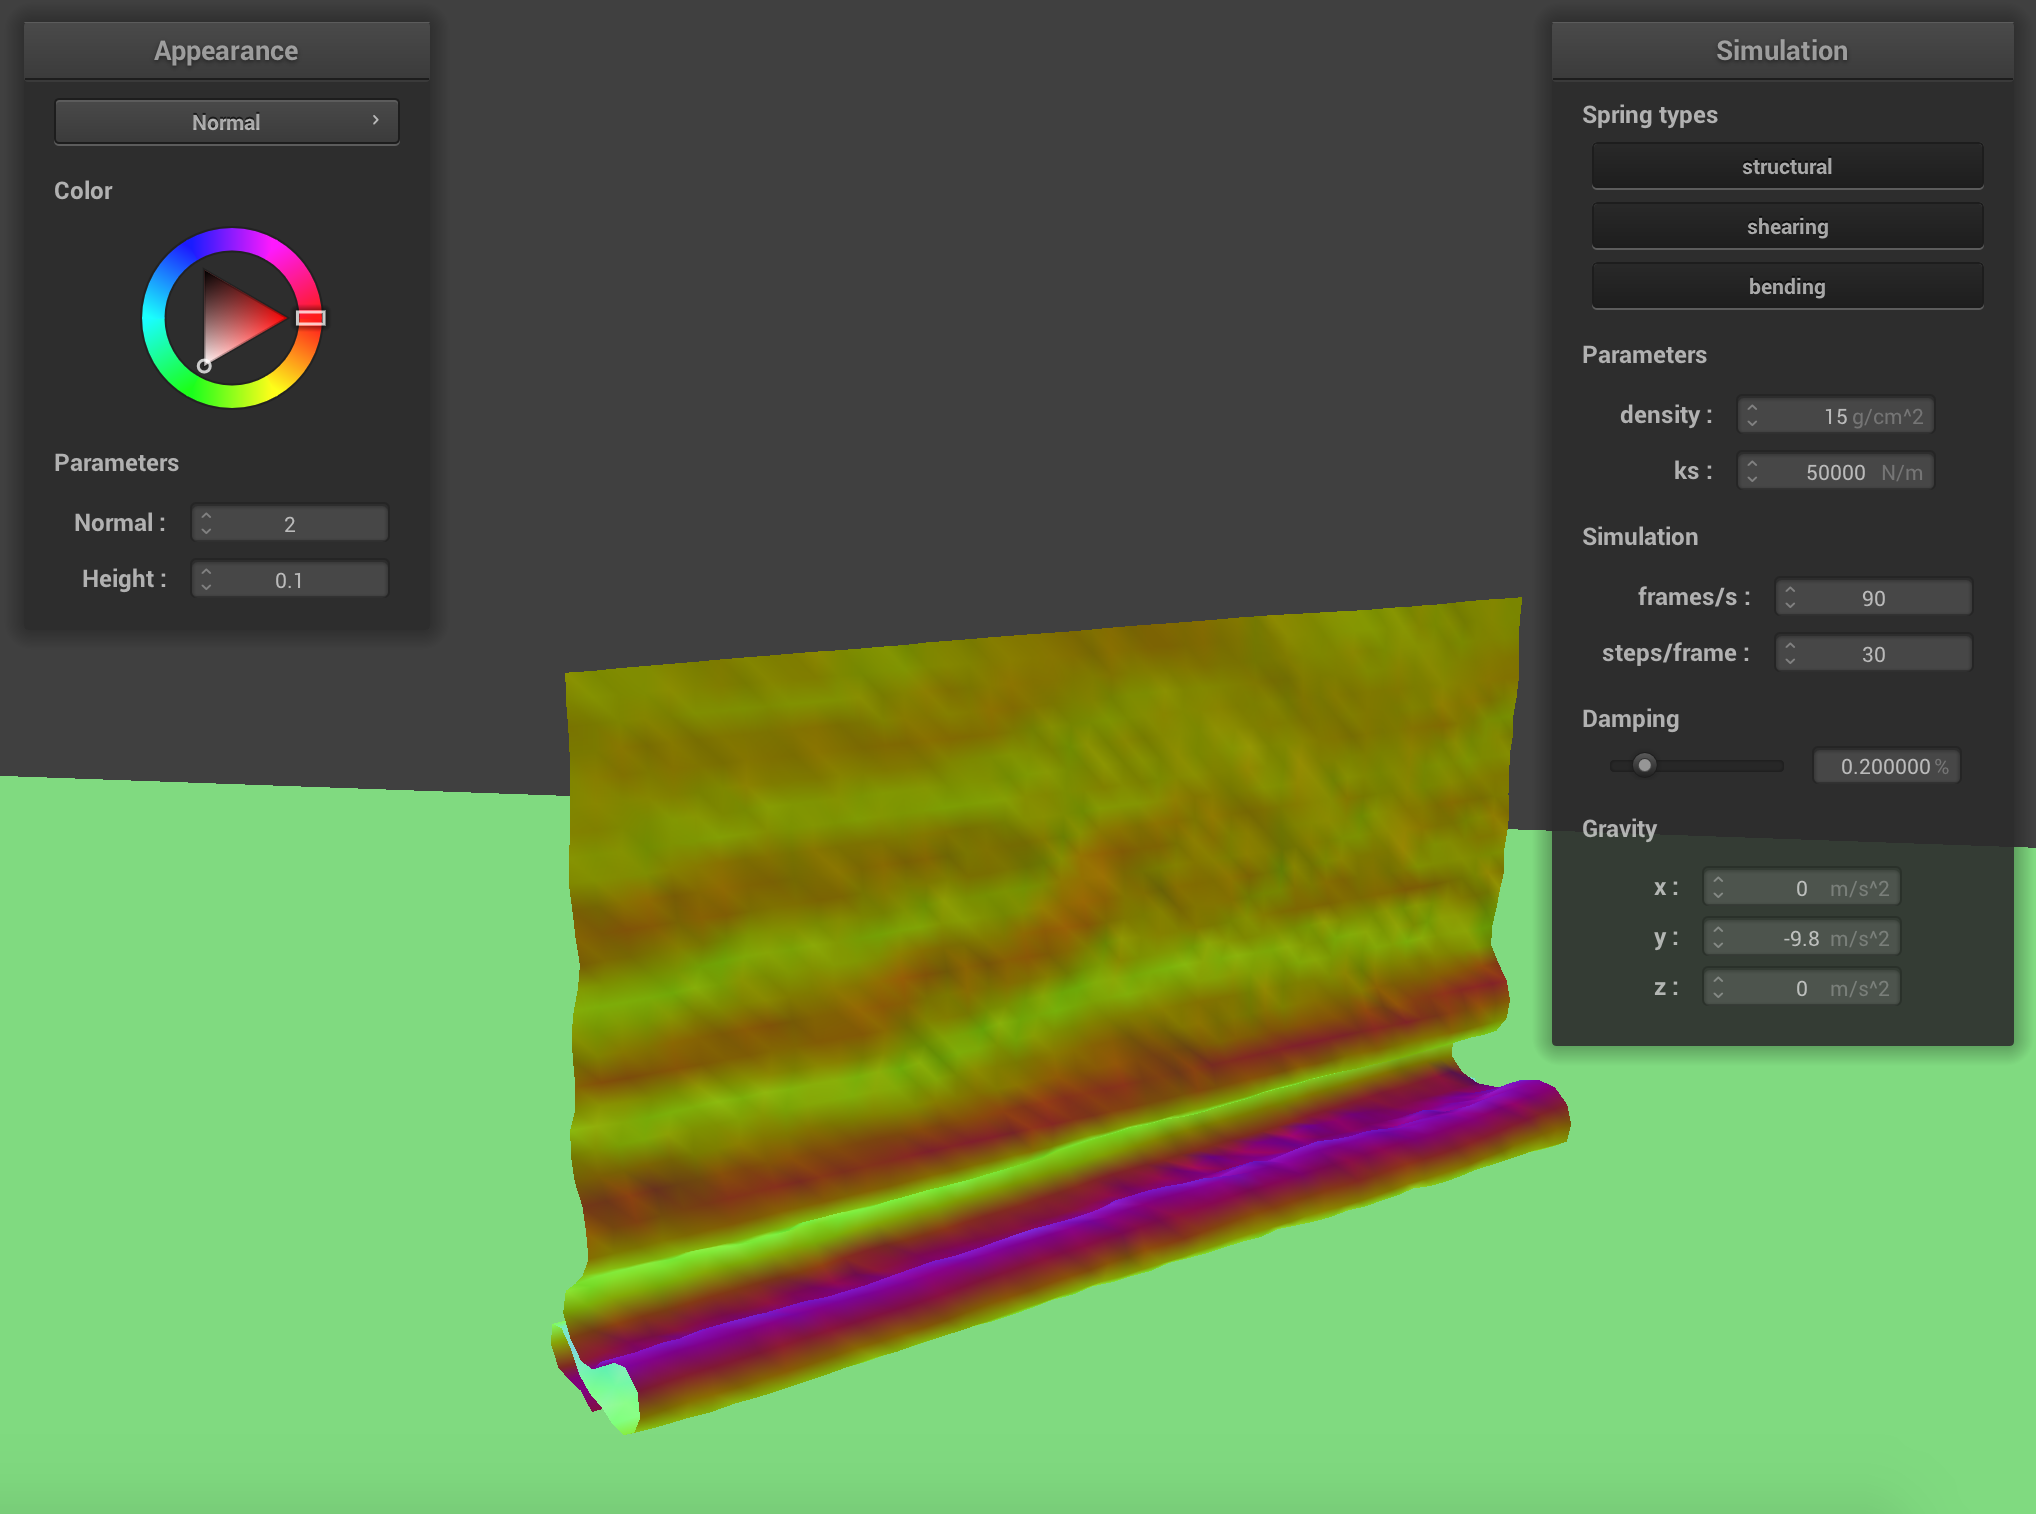 Appearance
Normal
Color
Parameters
Normal : 2
Height : 0.1
Simulation
Spring types
structural
shearing
bending
Parameters
density : 15 g/cm^2
ks : 50000 N/m
Simulation
frames/s : 90
steps/frame : 30
Damping
0.200000 %
Gravity
x : 0 m/s^2
y : -9.8 m/s^2
z : 0 m/s^2